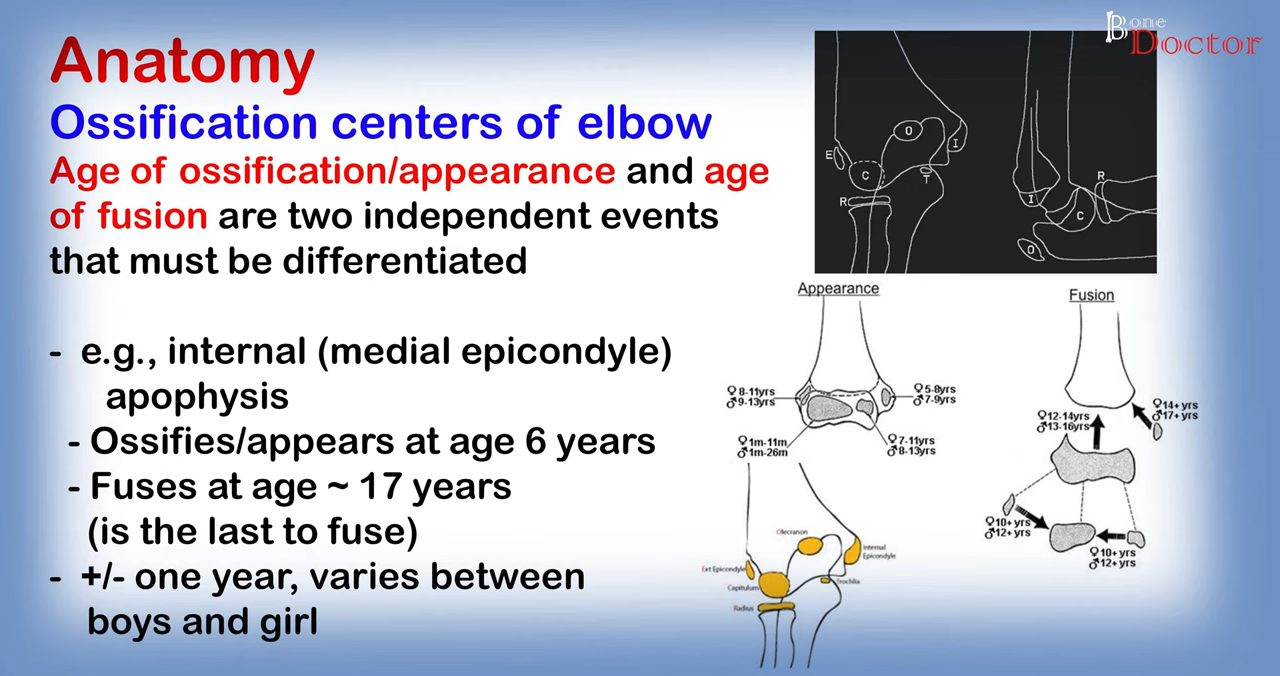 Bone
Doctor
Anatomy
Ossification centers of elbow
Age of ossification/appearance and age
of fusion are two independent events
that must be differentiated
- e.g., internal (medial epicondyle)
apophysis
- Ossifies/appears at age 6 years
- Fuses at age ~ 17 years
(is the last to fuse)
- +/- one year, varies between
boys and girl
E
C
O
I
T
R
R
I
C
O
Appearance
♀8-11yrs
♂9-13yrs
♀5-8yrs
♂7-9yrs
♀1m-11m
♂1m-26m
♀7-11yrs
♂8-13yrs
Fusion
♀14+ yrs
♂17+ yrs
♀12-14yrs
♂13-16yrs
♀10+ yrs
♂12+ yrs
♀10+ yrs
♂12+ yrs
Olecranon
Internal
Epicondyle
Ext Epicondyle
Capitulum
Trochlia
Radius